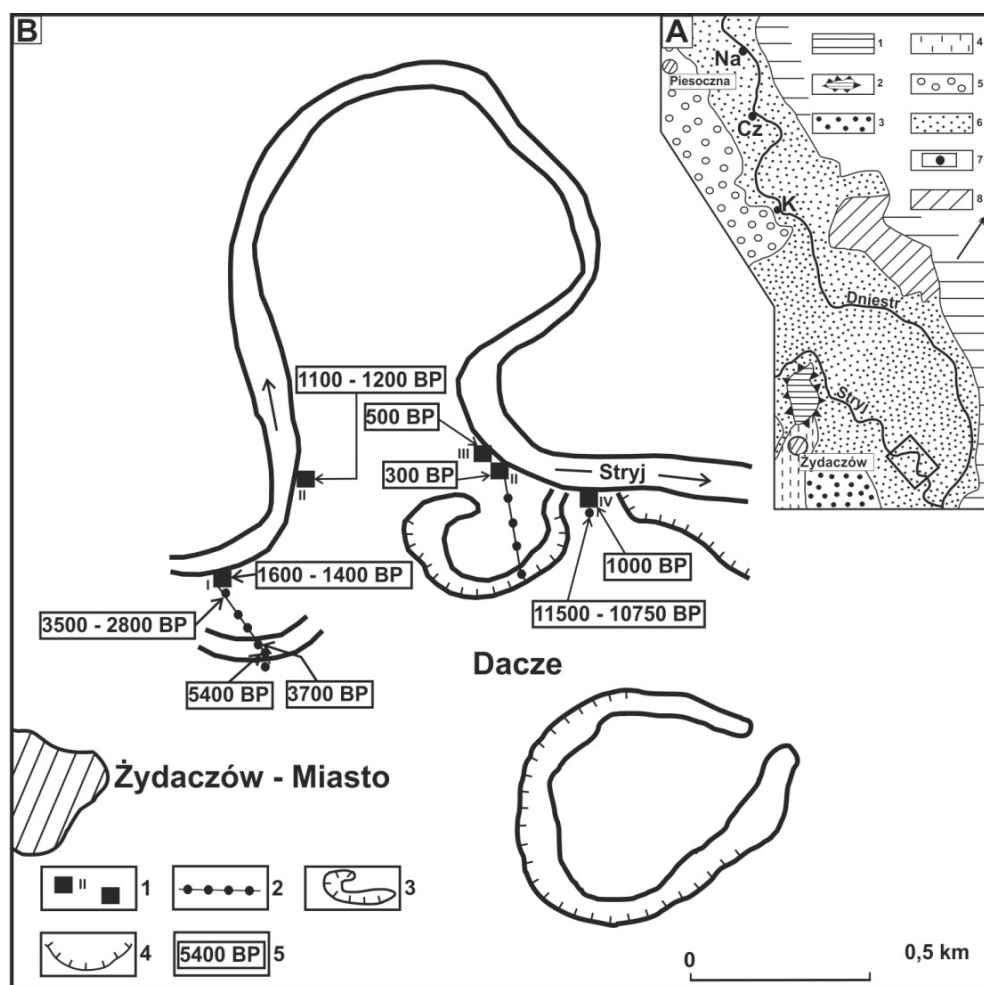 B
A
Na
Piesoczna
Cz
K
Dniestr
Stryj
Żydaczów
1
2
3
4
5
6
7
8
1100 - 1200 BP
500 BP
III
300 BP
II
Stryj
II
IV
1000 BP
I
1600 - 1400 BP
11500 - 10750 BP
3500 - 2800 BP
5400 BP
3700 BP
Dacze
Żydaczów - Miasto
II
1
2
3
4
5400 BP
5
0
0,5 km